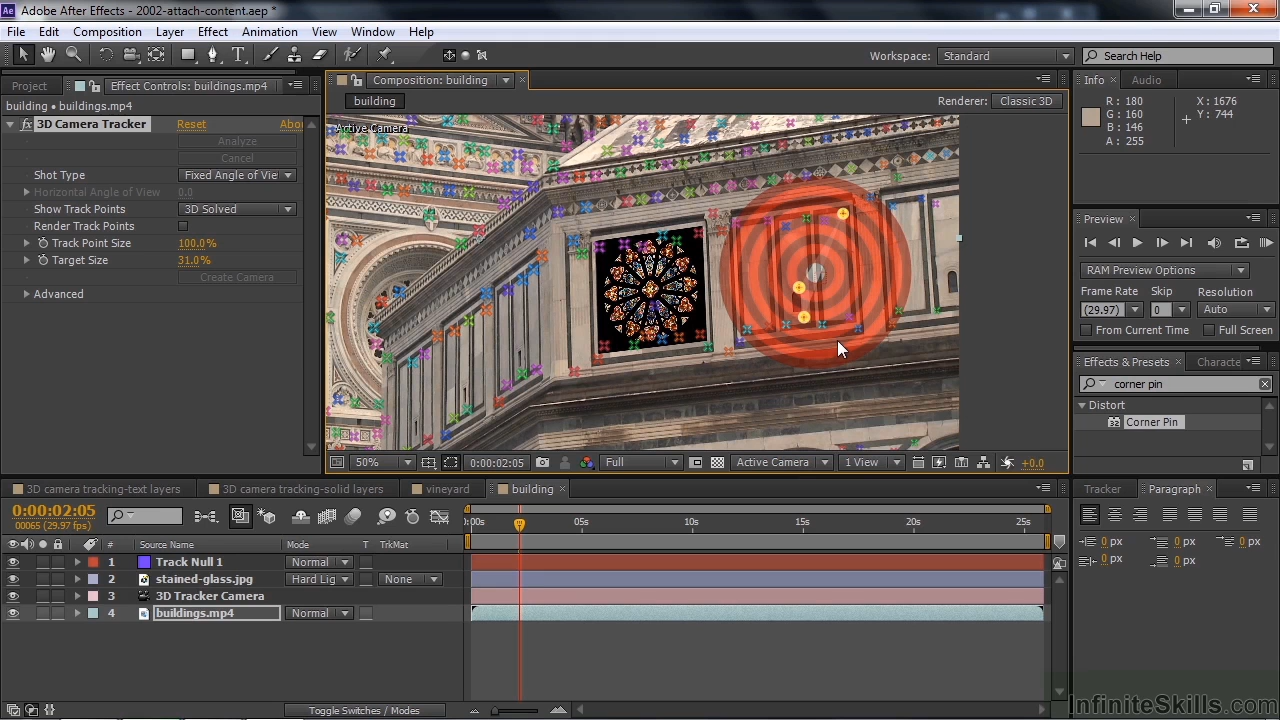 Adobe After Effects - 2002-attach-content.aep *
File Edit Composition Layer Effect Animation View Window Help
Workspace: Standard Search Help
Project Effect Controls: buildings.mp4
building • buildings.mp4
fx 3D Camera Tracker Reset Abou
Analyze
Cancel
Shot Type Fixed Angle of Vie
Horizontal Angle of View 0.0
Show Track Points 3D Solved
Render Track Points
Track Point Size 100.0%
Target Size 31.0%
Create Camera
Advanced
Composition: building
building Renderer: Classic 3D
Active Camera
50% 0:00:02:05 Full Active Camera 1 View +0.0
Info Audio
R: 180 X: 1676
G: 160 Y: 744
B: 146
A: 255
Preview
RAM Preview Options
Frame Rate Skip Resolution
(29.97) 0 Auto
From Current Time Full Screen
Effects & Presets Characte
corner pin
Distort
32 Corner Pin
3D camera tracking-text layers 3D camera tracking-solid layers vineyard building
0:00:02:05
00065 (29.97 fps)
# Source Name Mode T TrkMat
:00s 05s 10s 15s 20s 25s
1 Track Null 1 Normal
2 stained-glass.jpg Hard Lig None
3 3D Tracker Camera
4 buildings.mp4 Normal
Toggle Switches / Modes
Tracker Paragraph
0 px 0 px 0 px
0 px 0 px
InfiniteSkills.com